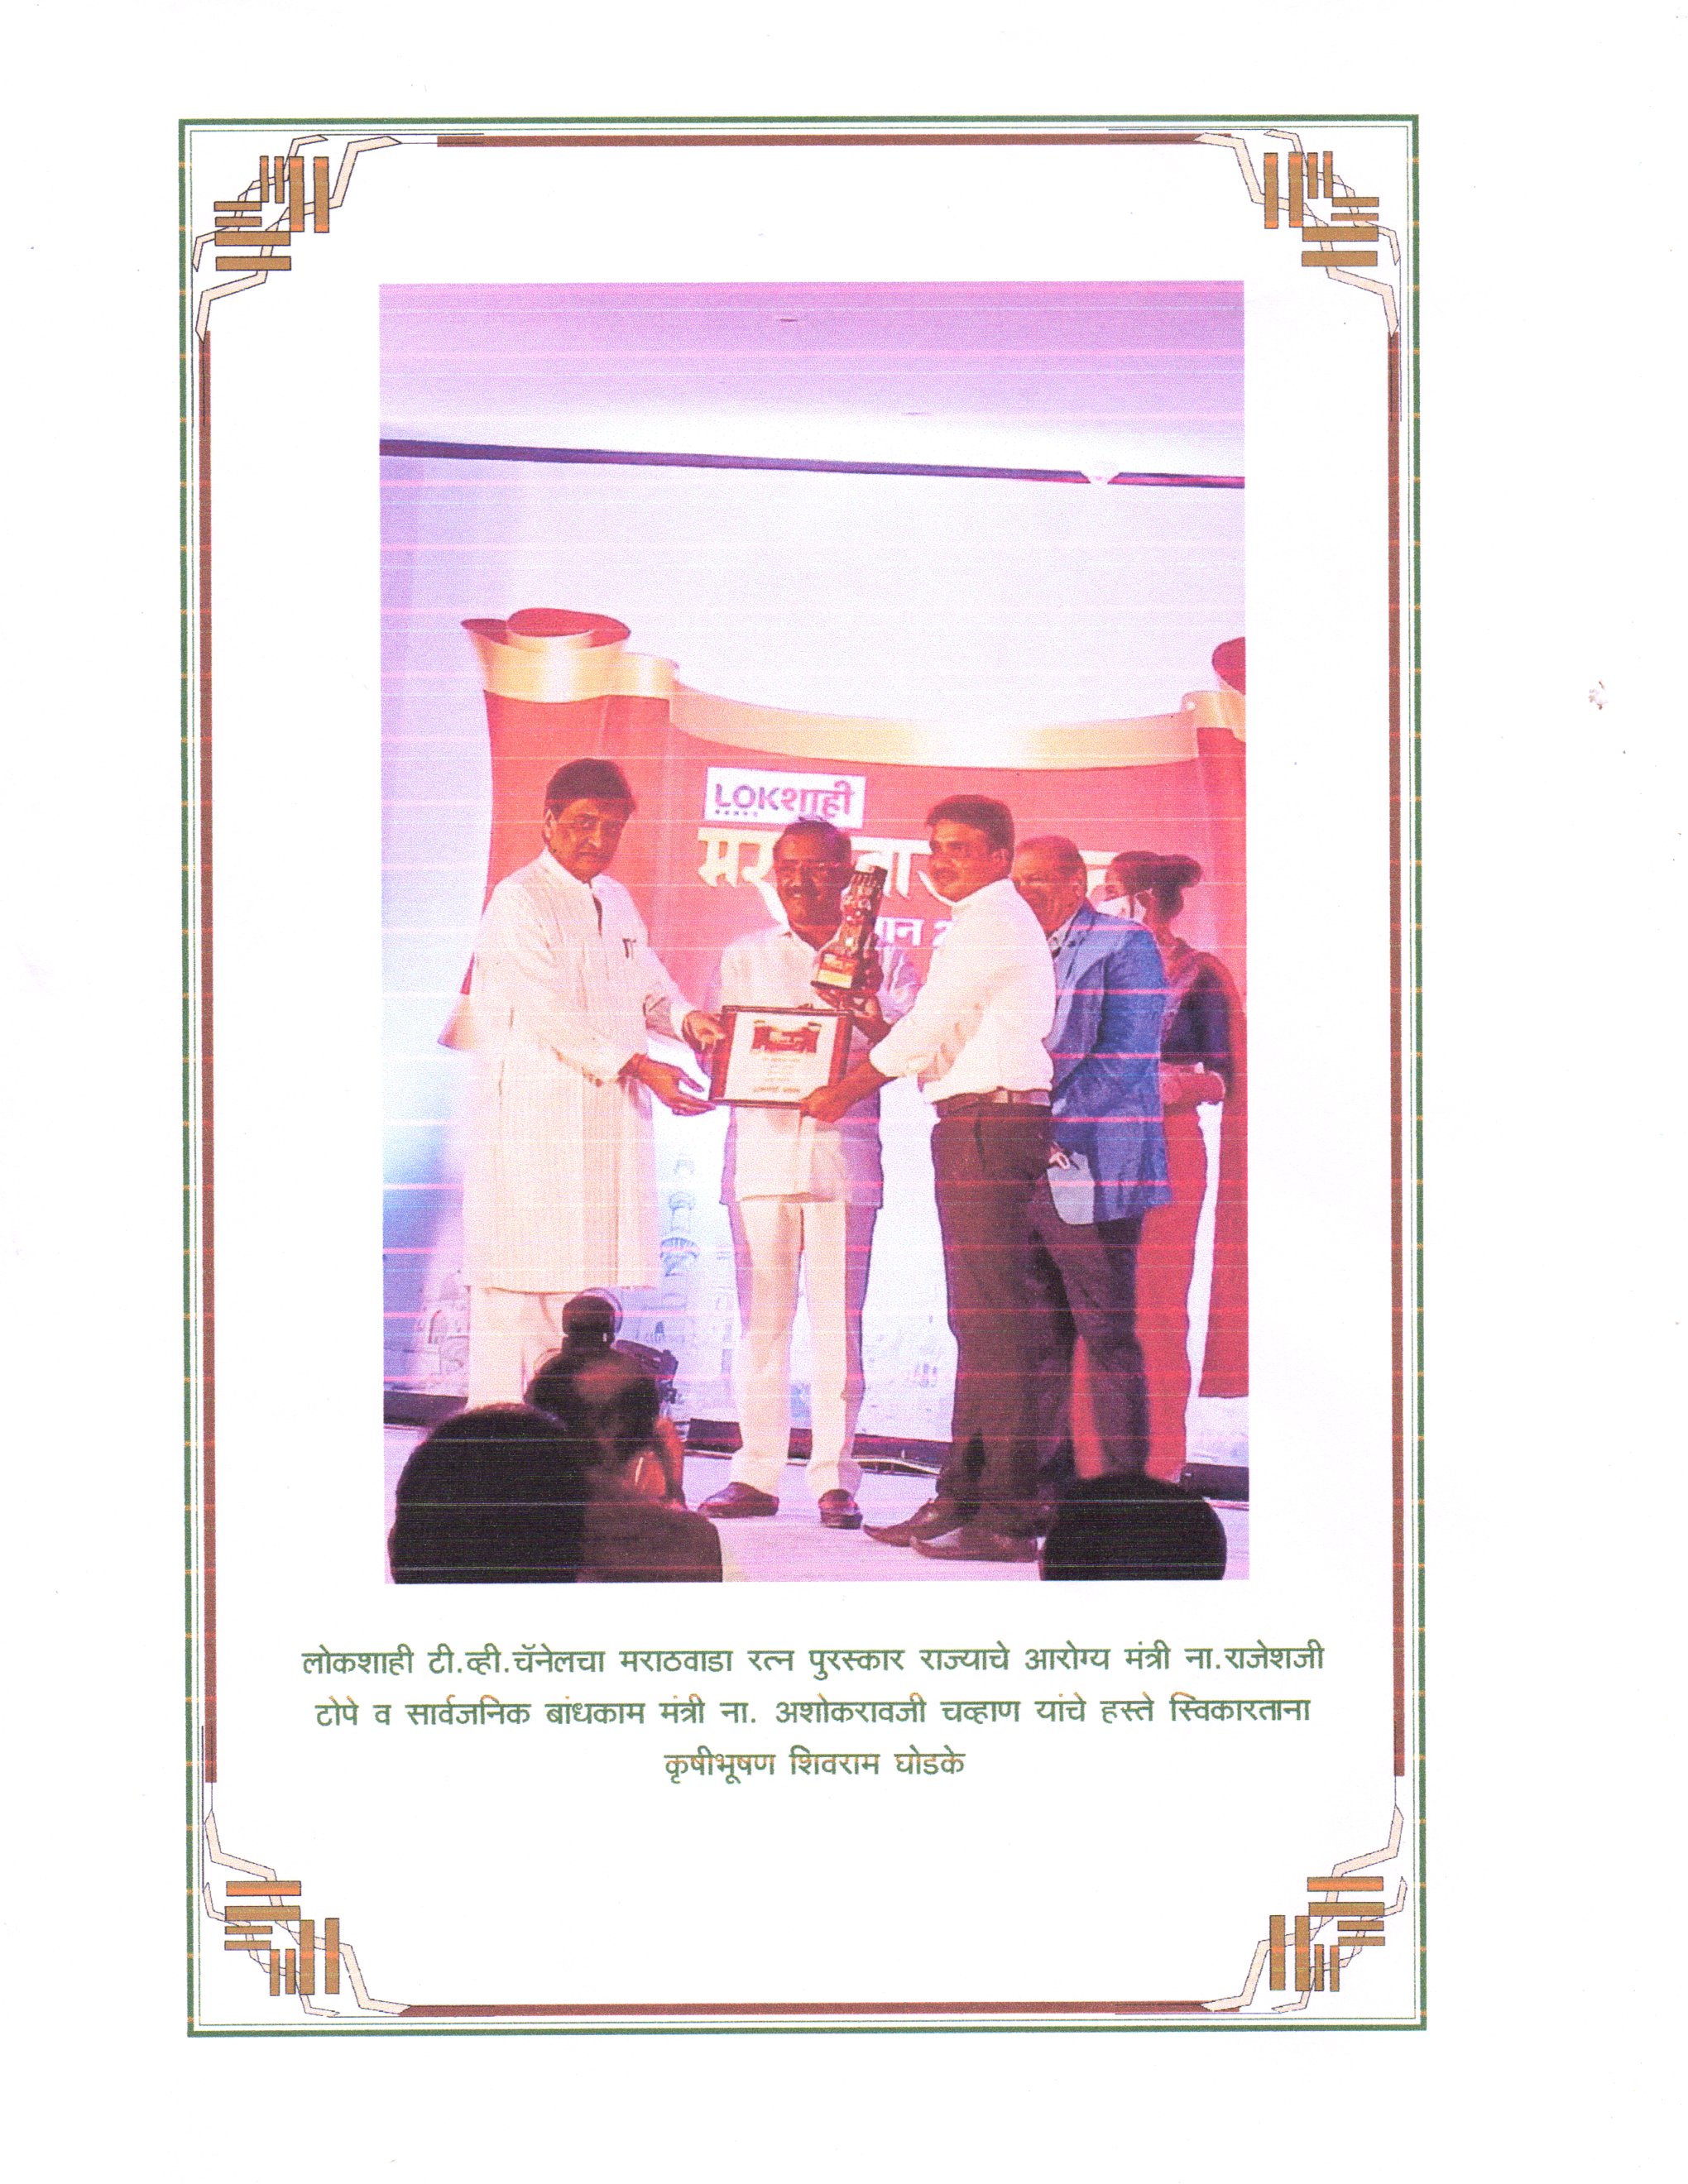 LOKशाही
लोकशाही टी.व्ही.चॅनेलचा मराठवाडा रत्न पुरस्कार राज्याचे आरोग्य मंत्री ना.राजेशजी
टोपे व सार्वजनिक बांधकाम मंत्री ना. अशोकरावजी चव्हाण यांचे हस्ते स्विकारताना
कृषीभूषण शिवराम घोडके